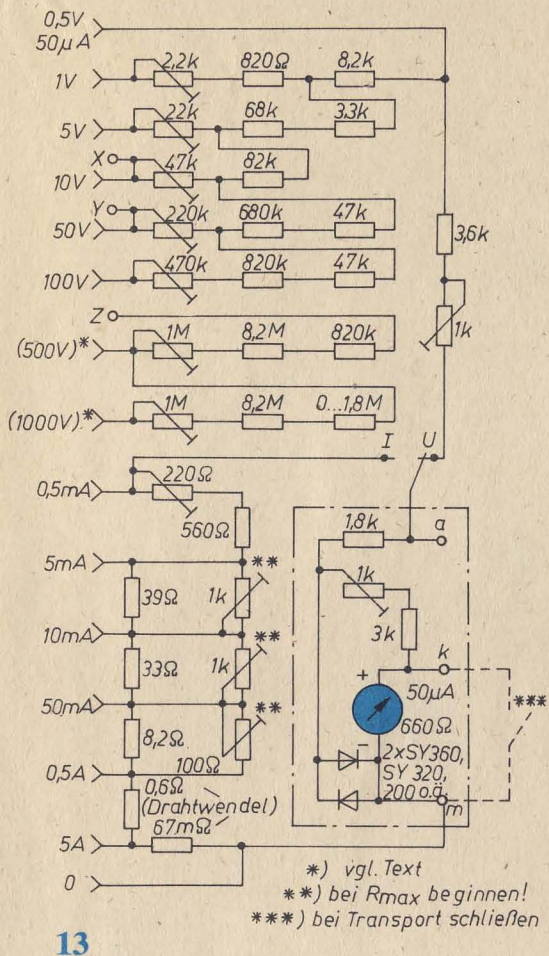 0,5V
50µA
1V
2,2k 820Ω 8,2k
5V
22k 68k 3,3k
X
10V
47k 82k
Y
50V
220k 680k 47k
100V
470k 820k 47k
3,6k
1k
Z
(500V)*
1M 8,2M 820k
(1000V)*
1M 8,2M 0...1,8M
I U
0,5mA
220Ω
560Ω
5mA
**
39Ω 1k
10mA
**
33Ω 1k
50mA
**
8,2Ω 100Ω
0,5A
0,6Ω
(Drahtwendel)
67mΩ
5A
0
1,8k a
1k
3k
k
+
50µA
660Ω
***
−
2xSY360,
SY 320,
200 o.ä.
m
*) vgl. Text
**) bei Rmax beginnen!
***) bei Transport schließen
13